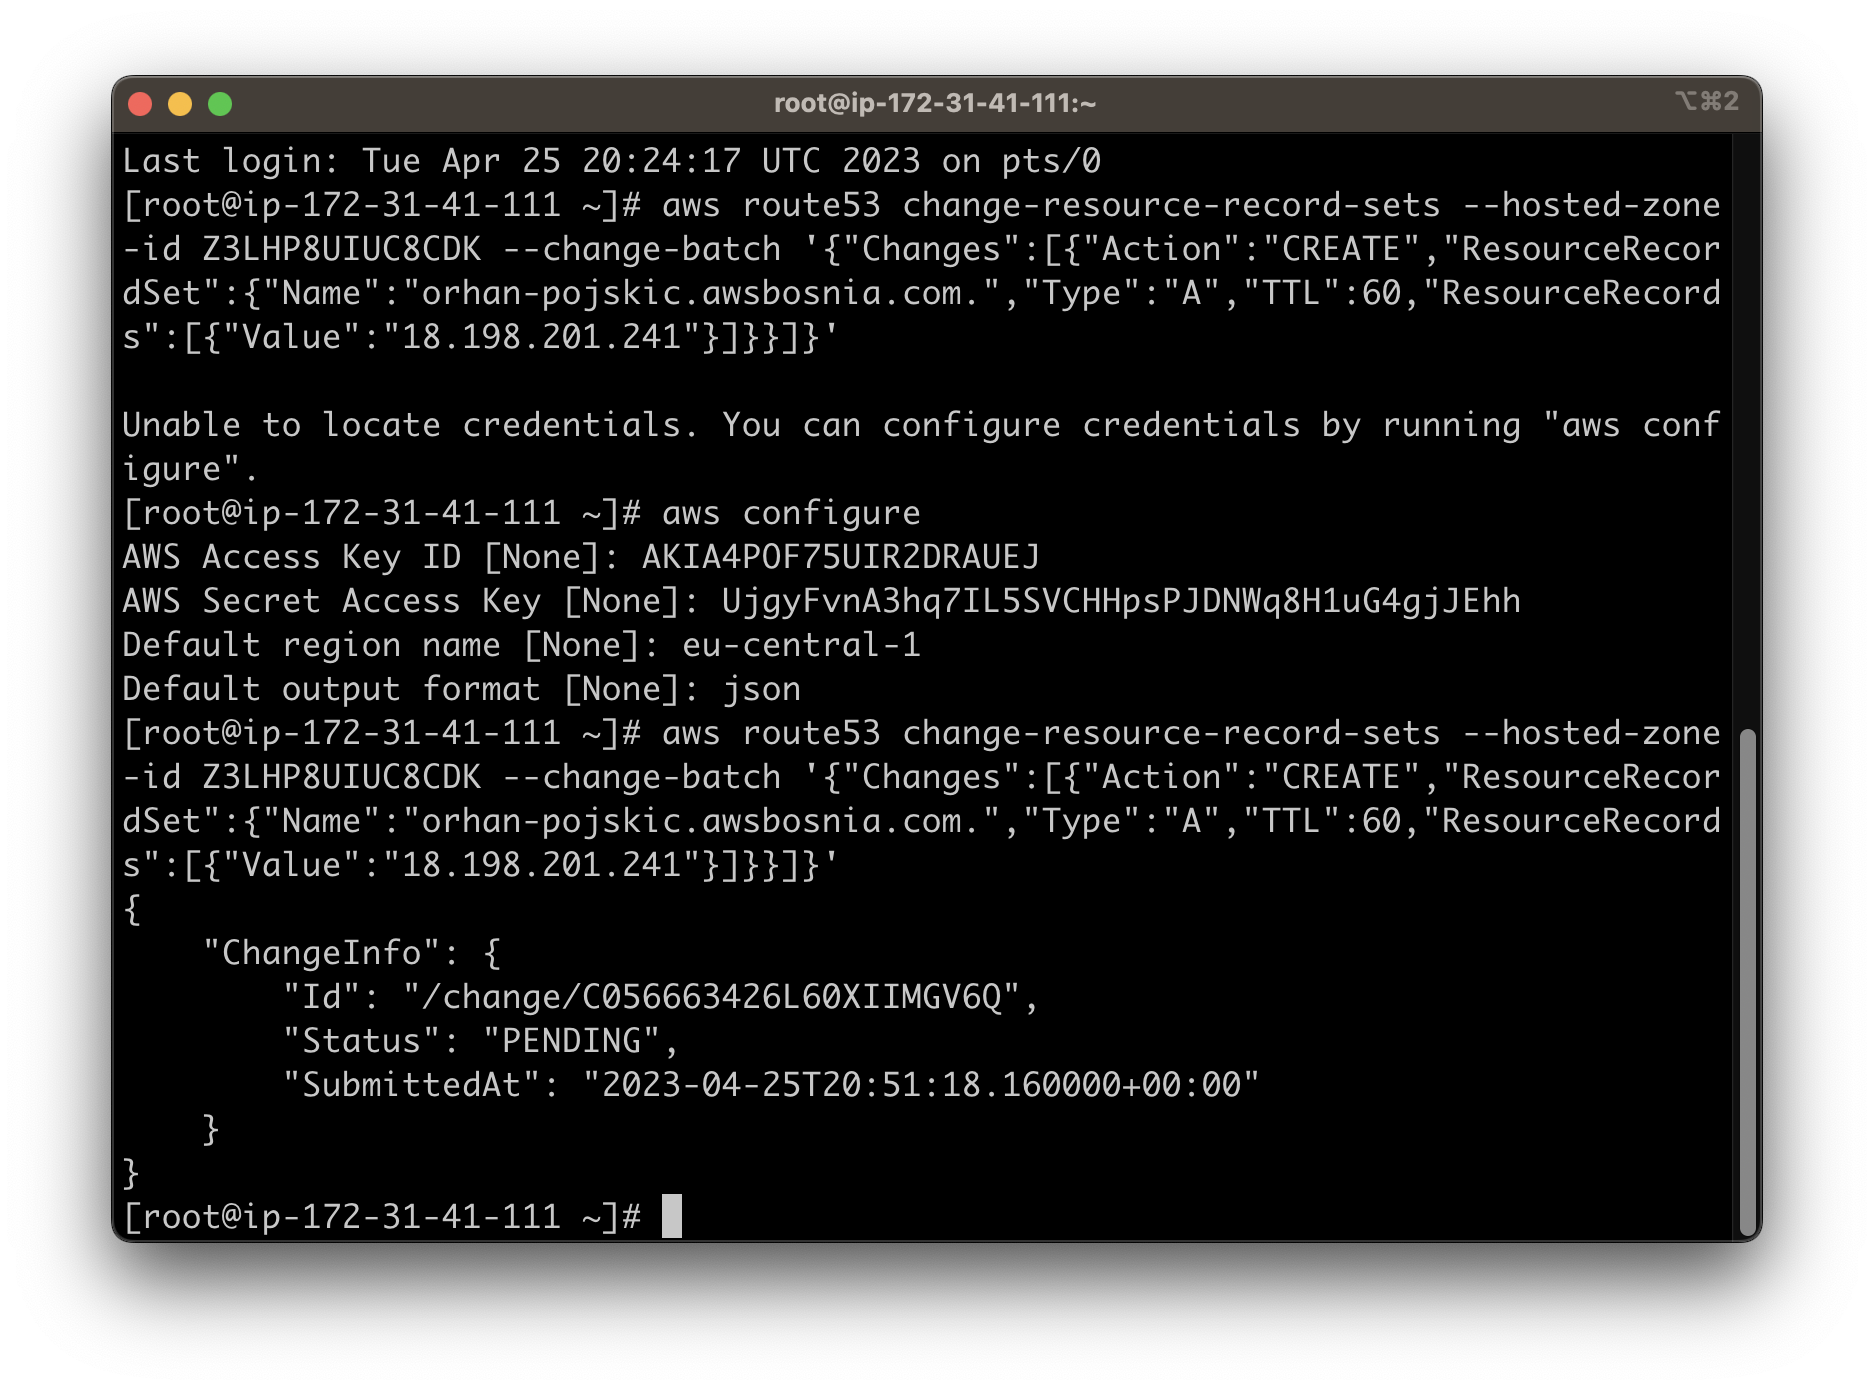 root@ip-172-31-41-111:~
⌥⌘2
Last login: Tue Apr 25 20:24:17 UTC 2023 on pts/0
[root@ip-172-31-41-111 ~]# aws route53 change-resource-record-sets --hosted-zone
-id Z3LHP8UIUC8CDK --change-batch '{"Changes":[{"Action":"CREATE","ResourceRecor
dSet":{"Name":"orhan-pojskic.awsbosnia.com.","Type":"A","TTL":60,"ResourceRecord
s":[{"Value":"18.198.201.241"}]}}]}'
Unable to locate credentials. You can configure credentials by running "aws conf
igure".
[root@ip-172-31-41-111 ~]# aws configure
AWS Access Key ID [None]: AKIA4POF75UIR2DRAUEJ
AWS Secret Access Key [None]: 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
Default region name [None]: eu-central-1
Default output format [None]: json
[root@ip-172-31-41-111 ~]# aws route53 change-resource-record-sets --hosted-zone
-id Z3LHP8UIUC8CDK --change-batch '{"Changes":[{"Action":"CREATE","ResourceRecor
dSet":{"Name":"orhan-pojskic.awsbosnia.com.","Type":"A","TTL":60,"ResourceRecord
s":[{"Value":"18.198.201.241"}]}}]}'
{
    "ChangeInfo": {
        "Id": "/change/C056663426L60XIIMGV6Q",
        "Status": "PENDING",
        "SubmittedAt": "2023-04-25T20:51:18.160000+00:00"
    }
}
[root@ip-172-31-41-111 ~]#